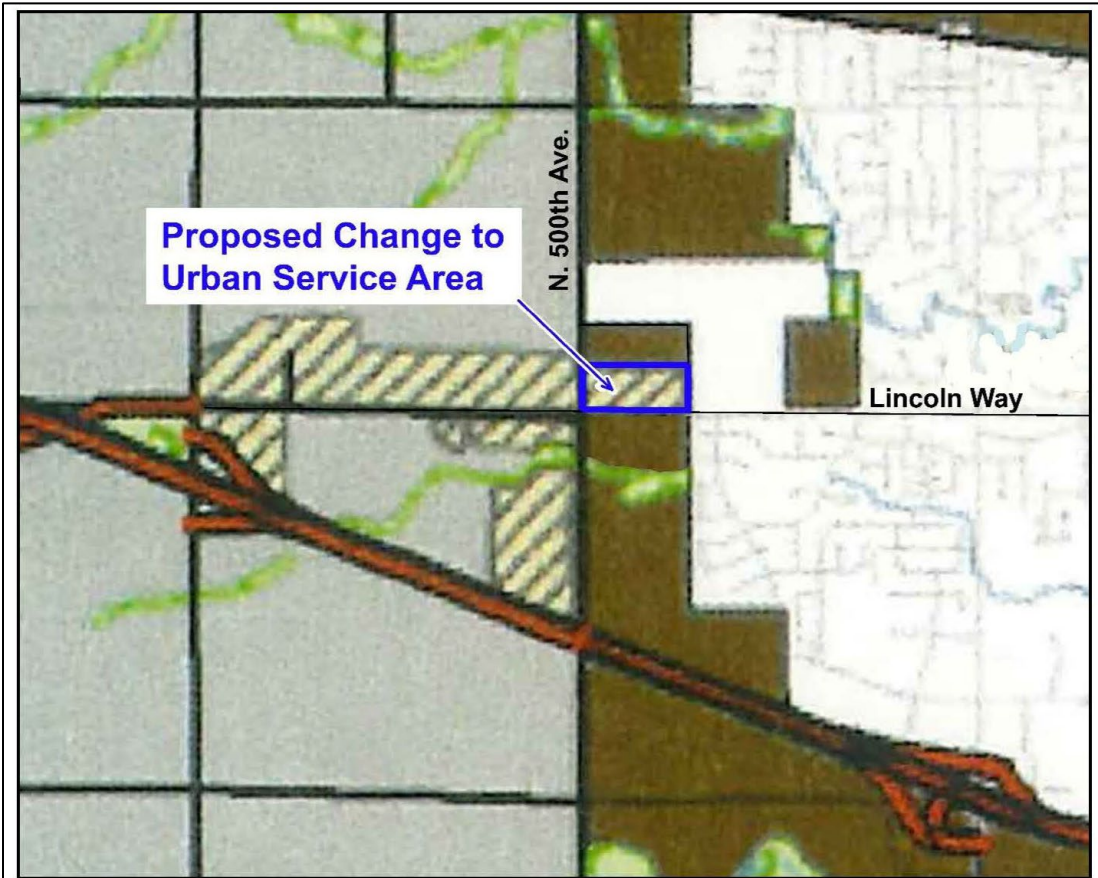 N. 500th Ave.
Proposed Change to
Urban Service Area
Lincoln Way